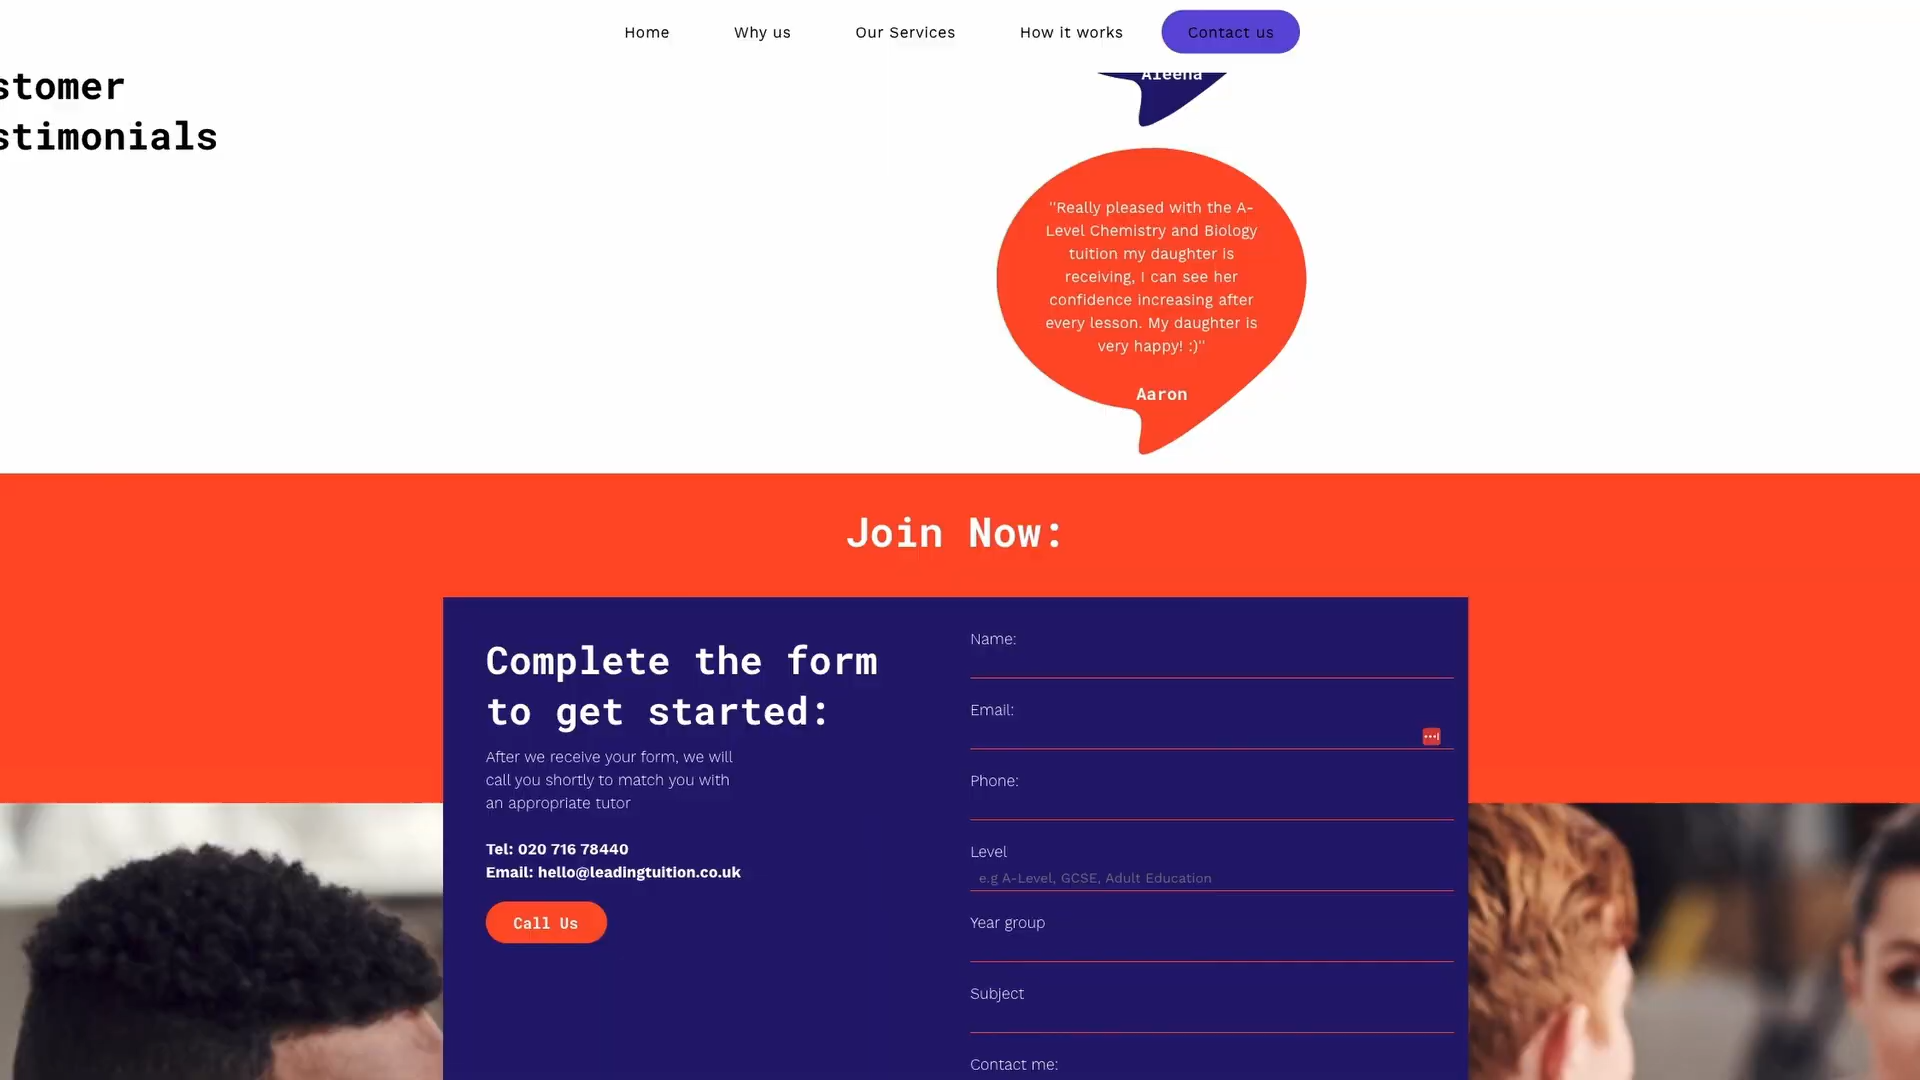 Home
Why us
Our Services
How it works
Contact us
stomer
stimonials
Aleena
"Really pleased with the A-
Level Chemistry and Biology
tuition my daughter is
receiving, I can see her
confidence increasing after
every lesson. My daughter is
very happy! :)"
Aaron
Join Now:
Complete the form
to get started:
After we receive your form, we will
call you shortly to match you with
an appropriate tutor
Tel: 020 716 78440
Email: hello@leadingtuition.co.uk
Call Us
Name:
Email:
Phone:
Level
e.g A-Level, GCSE, Adult Education
Year group
Subject
Contact me: